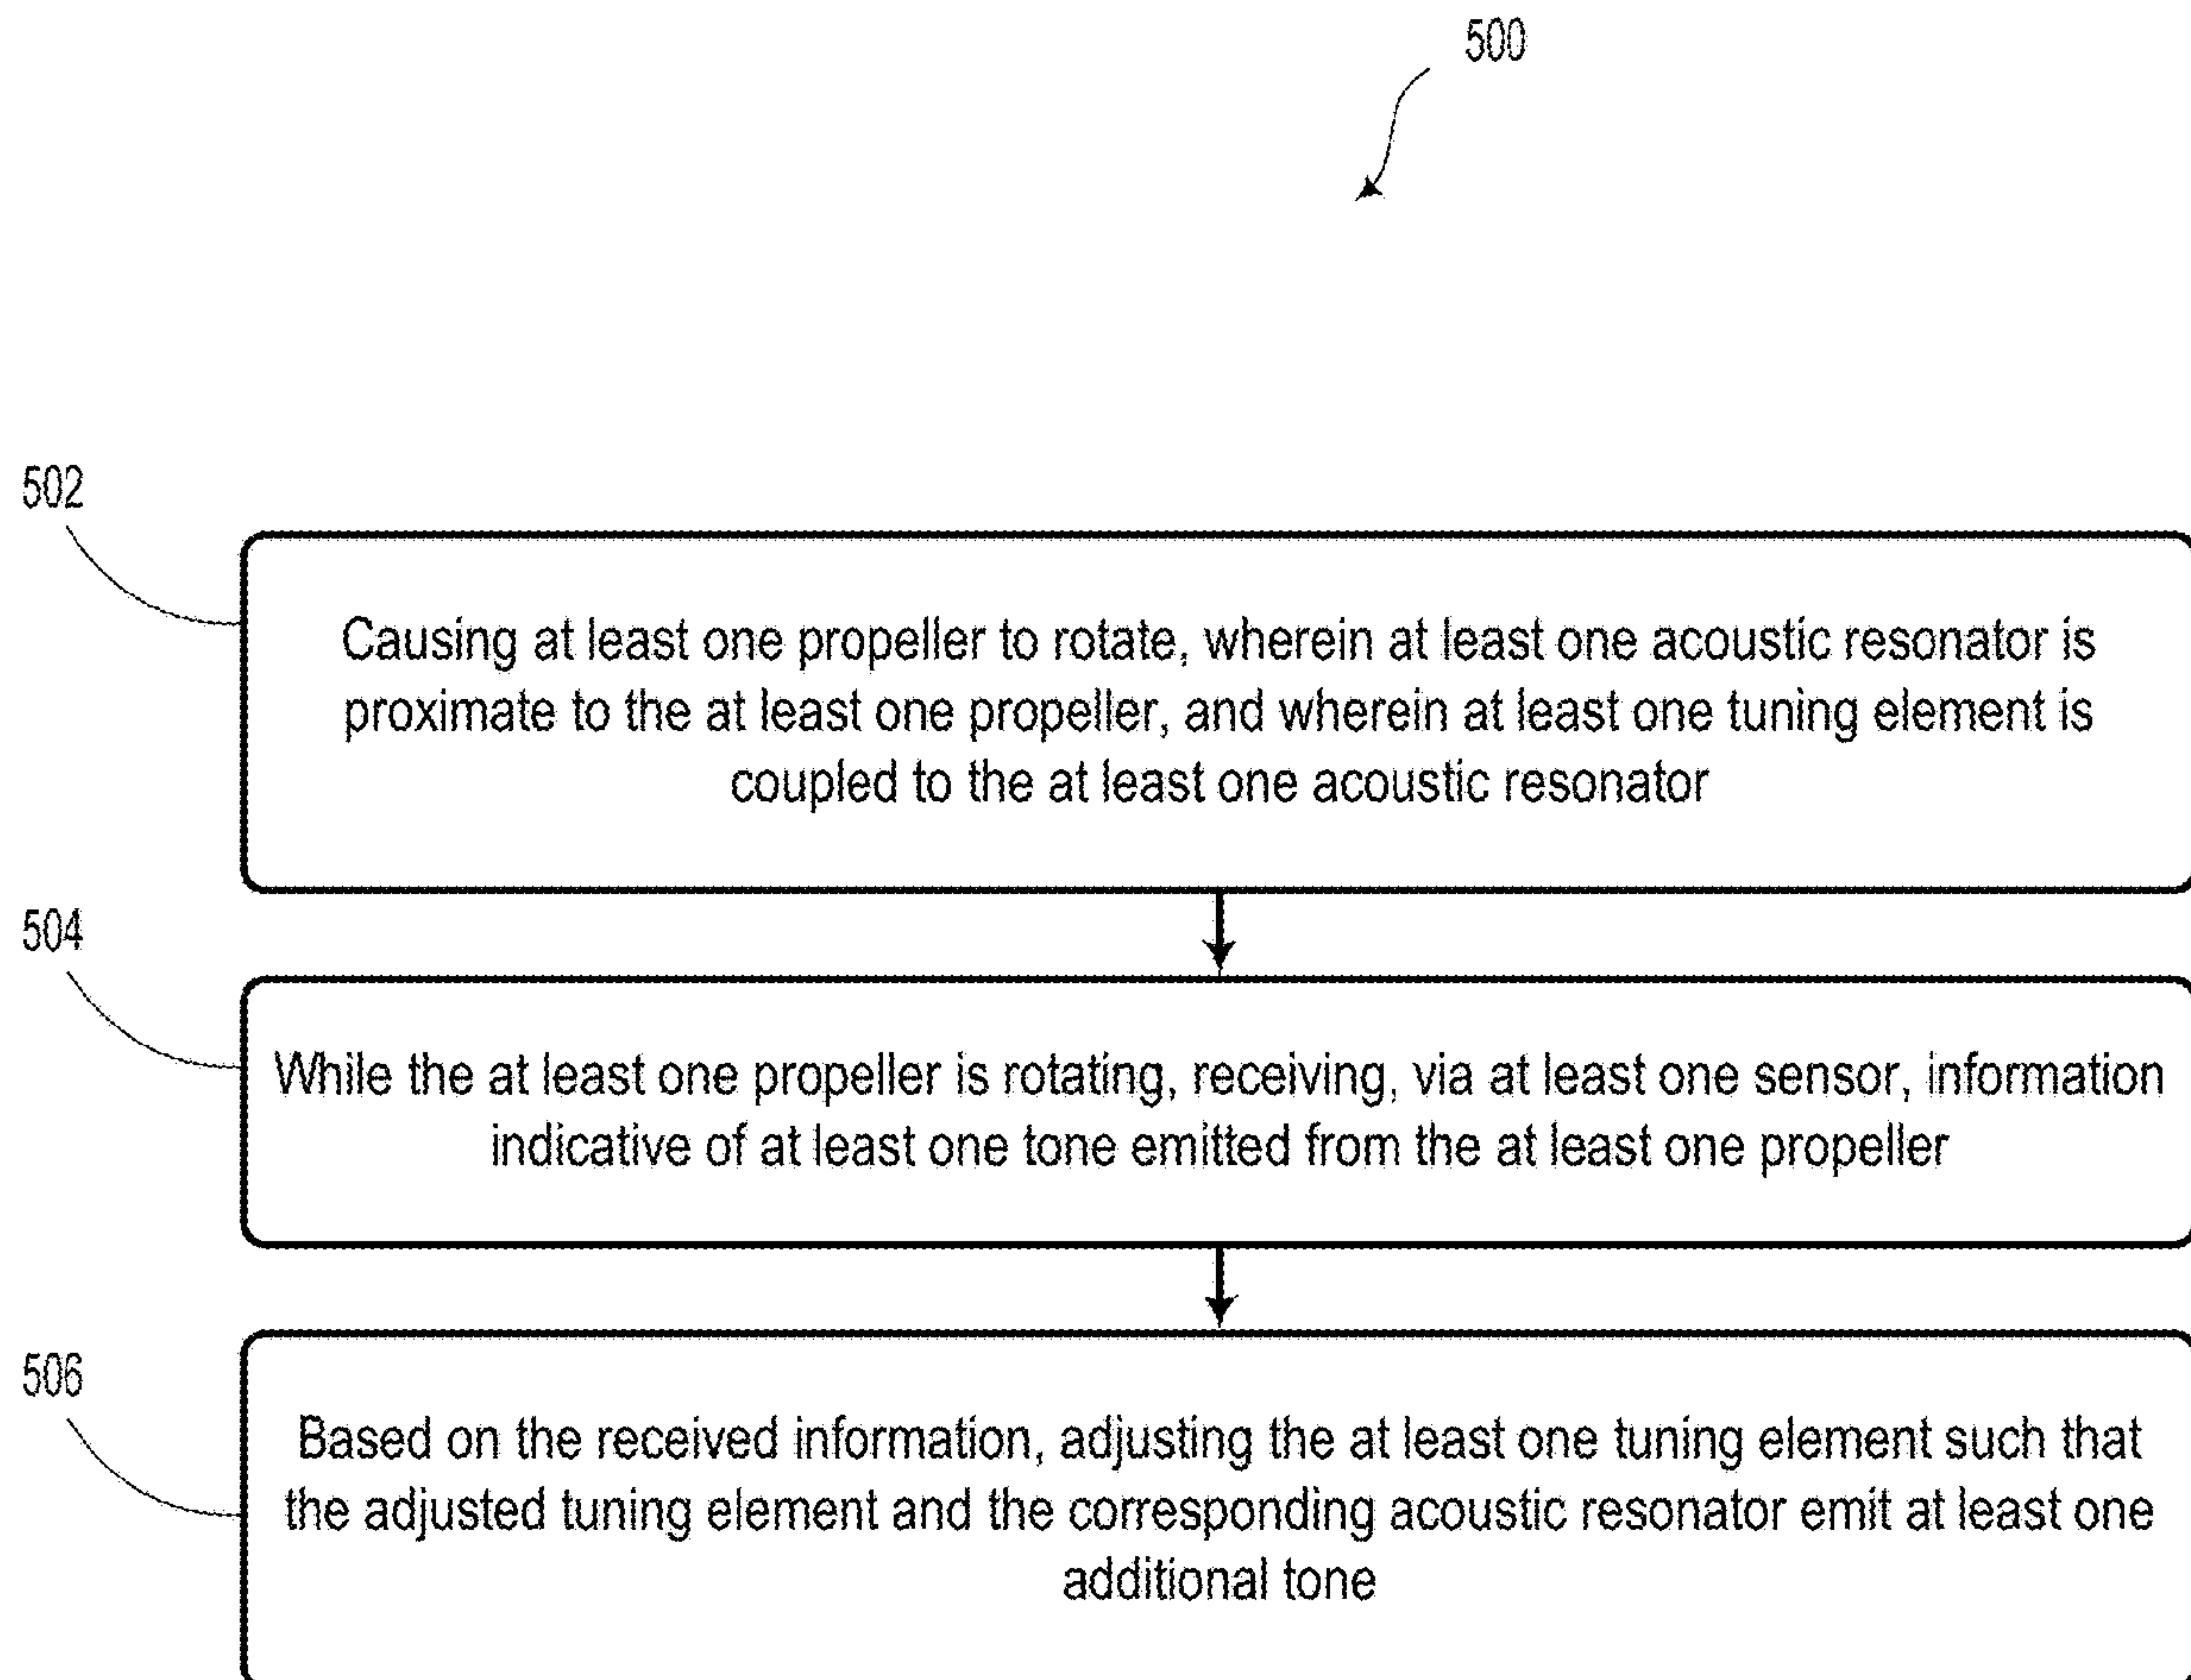 500
502
Causing at least one propeller to rotate, wherein at least one acoustic resonator is
proximate to the at least one propeller, and wherein at least one tuning element is
coupled to the at least one acoustic resonator
504
While the at least one propeller is rotating, receiving, via at least one sensor, information
indicative of at least one tone emitted from the at least one propeller
506
Based on the received information, adjusting the at least one tuning element such that
the adjusted tuning element and the corresponding acoustic resonator emit at least one
additional tone